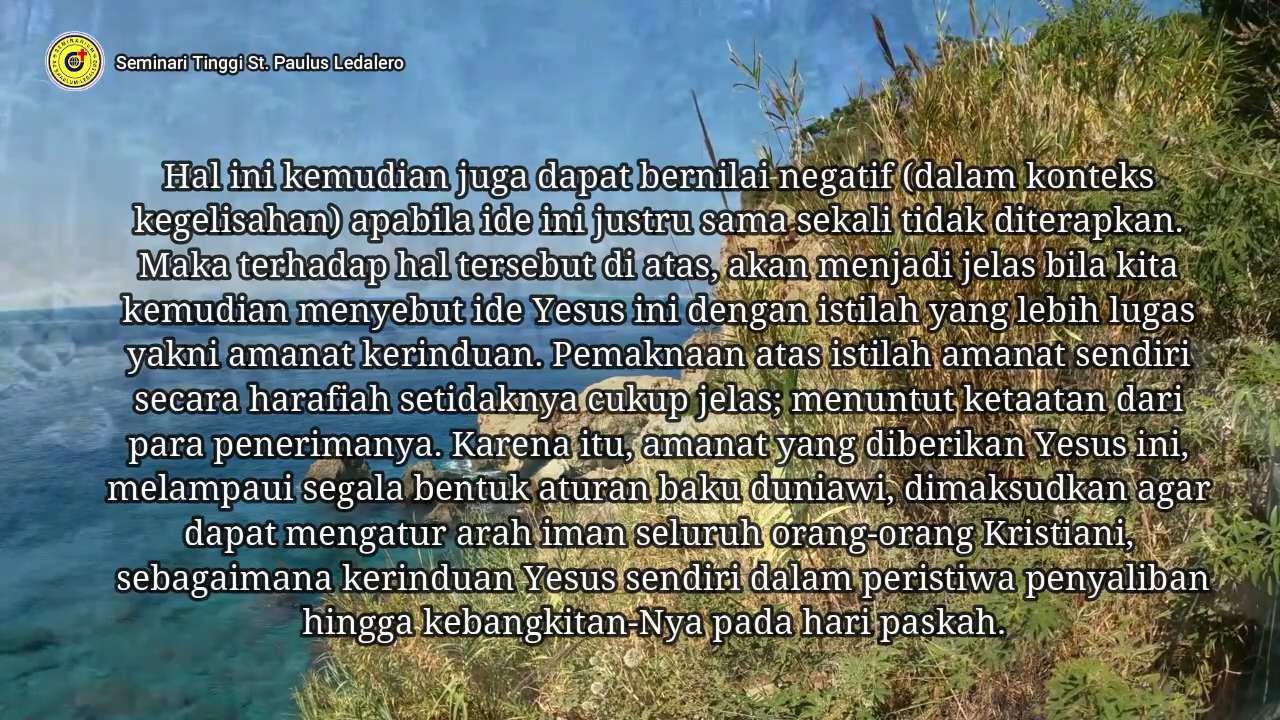 Seminari Tinggi St. Paulus Ledalero
Hal ini kemudian juga dapat bernilai negatif (dalam konteks
kegelisahan) apabila ide ini justru sama sekali tidak diterapkan.
Maka terhadap hal tersebut di atas, akan menjadi jelas bila kita
kemudian menyebut ide Yesus ini dengan istilah yang lebih lugas
yakni amanat kerinduan. Pemaknaan atas istilah amanat sendiri
secara harafiah setidaknya cukup jelas; menuntut ketaatan dari
para penerimanya. Karena itu, amanat yang diberikan Yesus ini,
melampaui segala bentuk aturan baku duniawi, dimaksudkan agar
dapat mengatur arah iman seluruh orang-orang Kristiani,
sebagaimana kerinduan Yesus sendiri dalam peristiwa penyaliban
hingga kebangkitan-Nya pada hari paskah.